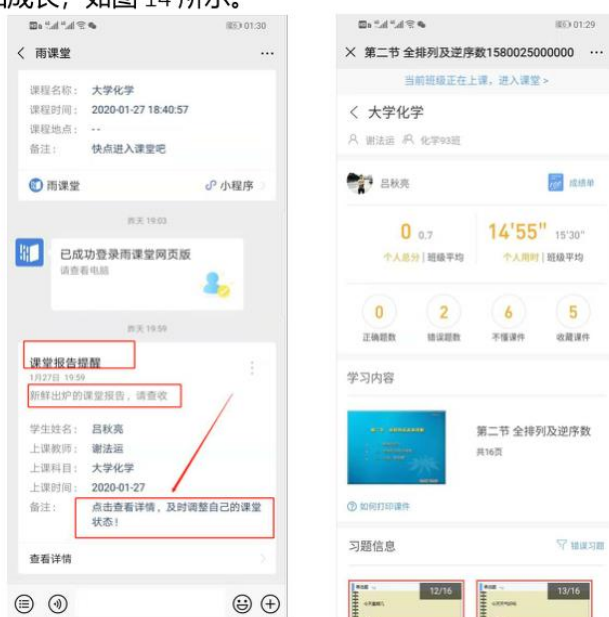 和成长，如图 14 所示。
01:30
雨课堂
课程名称： 大学化学
课程时间： 2020-01-27 18:40:57
课程地点： --
备注： 快点进入课堂吧
雨课堂 小程序
昨天 19:03
已成功登录雨课堂网页版
请查看电脑
昨天 19:59
课堂报告提醒
1月27日 19:59
新鲜出炉的课堂报告，请查收
学生姓名： 吕秋亮
上课教师： 谢法运
上课科目： 大学化学
上课时间： 2020-01-27
备注： 点击查看详情，及时调整自己的课堂
状态！
查看详情
01:29
第二节 全排列及逆序数1580025000000
当前班级正在上课，进入课堂 >
大学化学
谢法运 化学93班
吕秋亮 成绩单
0 0.7 14'55" 15'30"
个人总分 | 班级平均 个人用时 | 班级平均
0 2 6 5
正确题数 错误题数 不懂课件 收藏课件
学习内容
第二节 全排列及逆序数
共16页
如何打印课件
习题信息 错误习题
12/16 13/16